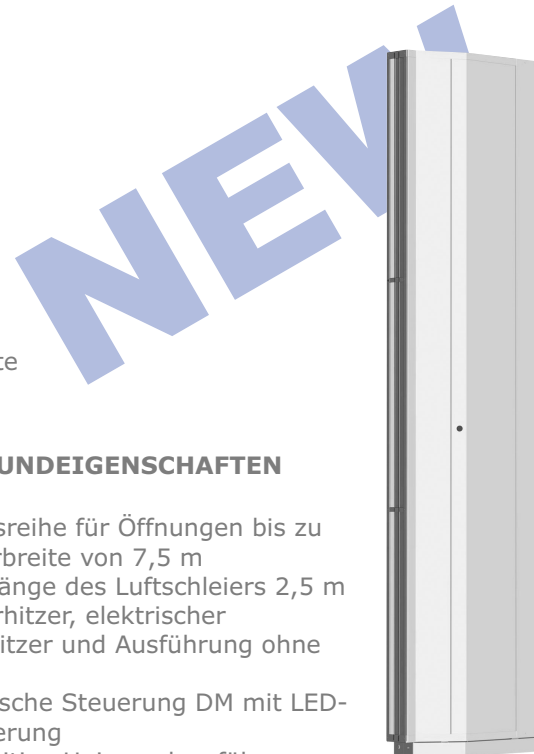 NEW
te
UNDEIGENSCHAFTEN
sreihe für Öffnungen bis zu
rbreite von 7,5 m
änge des Luftschleiers 2,5 m
rhitzer, elektrischer
itzer und Ausführung ohne
sche Steuerung DM mit LED-
erung